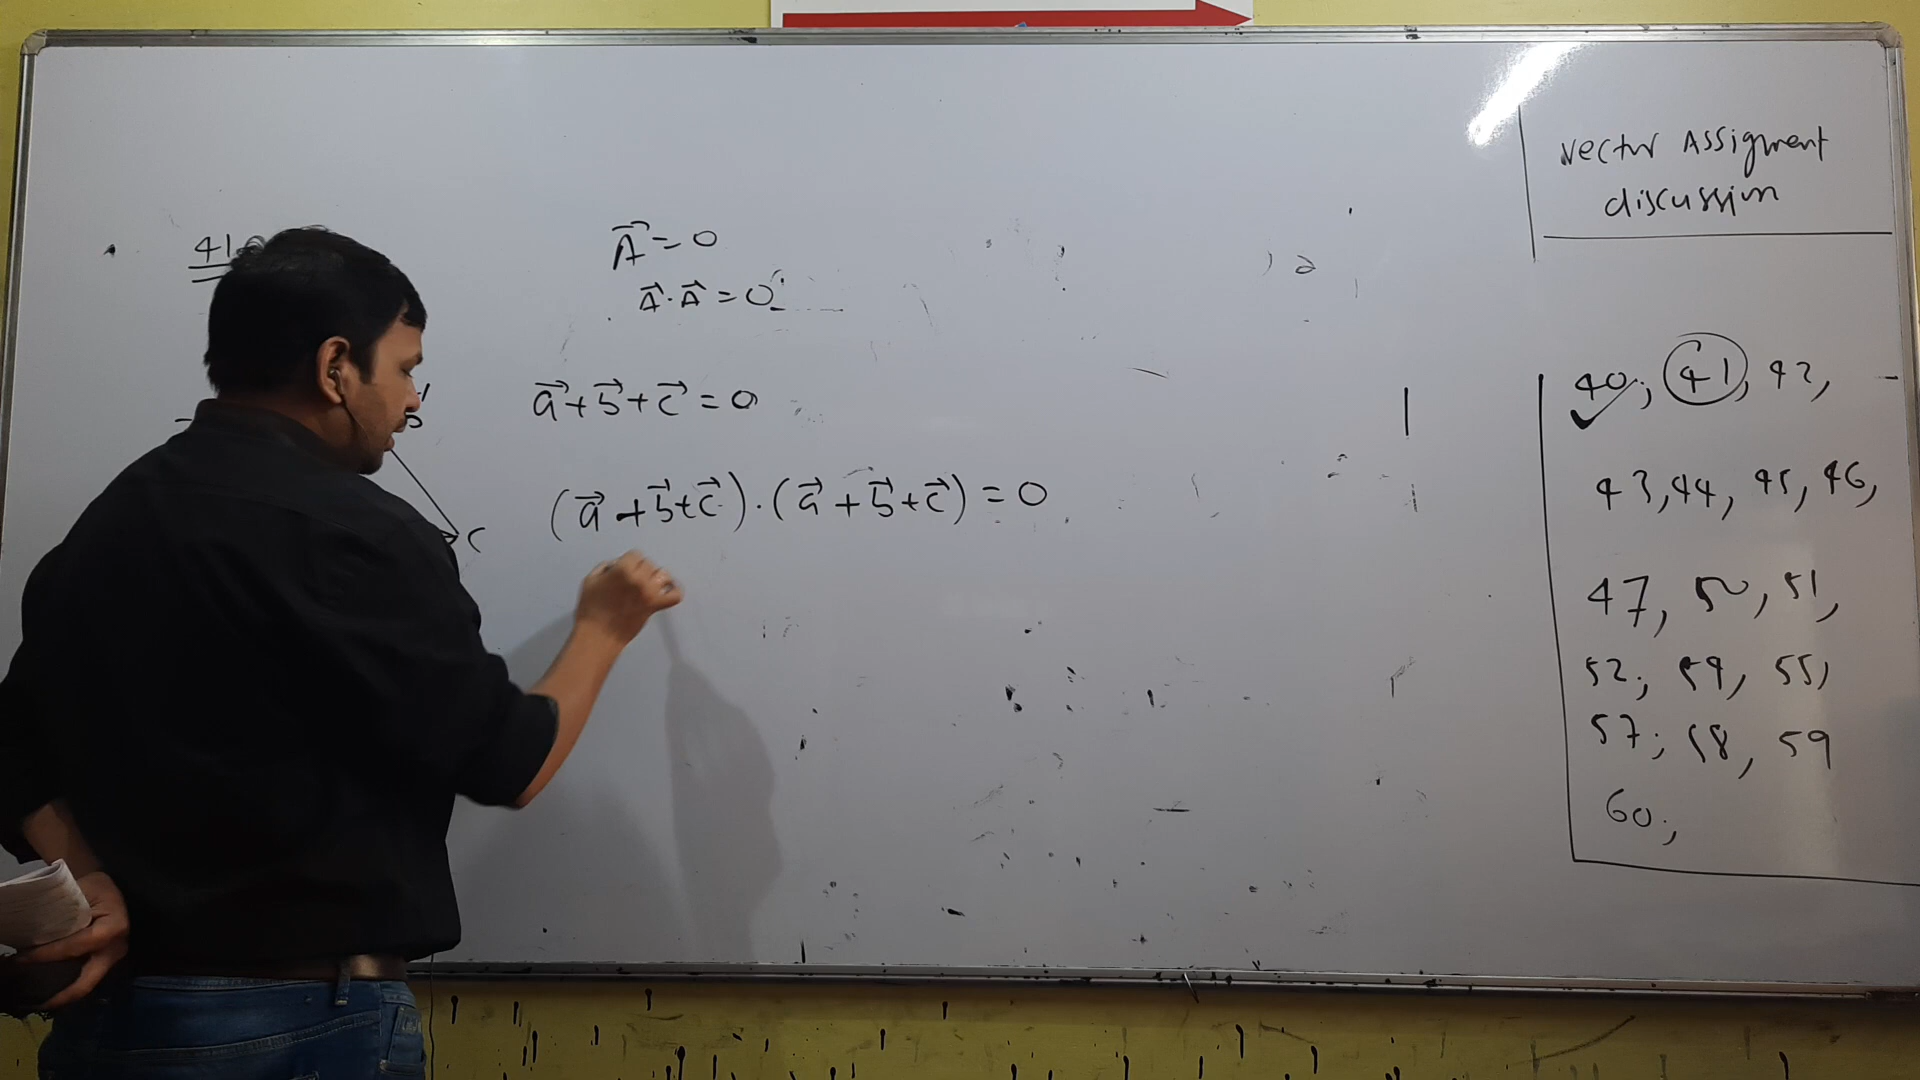 41
A⃗ = 0
A⃗ · A⃗ = 0
a⃗ + b⃗ + c⃗ = 0
(a⃗ + b⃗ + c⃗) · (a⃗ + b⃗ + c⃗) = 0
C
Vector Assigment
discussion
40, 41, 42,
43, 44, 45, 46,
47, 50, 51,
52, 54, 55,
57, 58, 59
60,